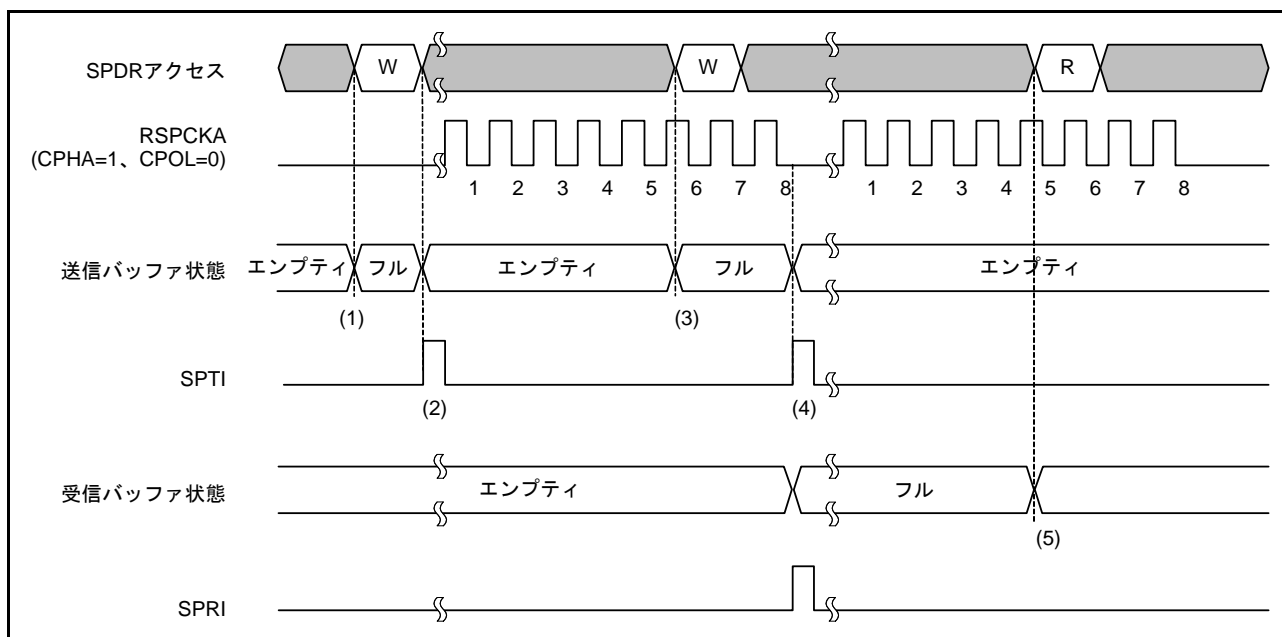 SPDRアクセス W W R
RSPCKA
(CPHA=1、CPOL=0)
1 2 3 4 5 6 7 8 1 2 3 4 5 6 7 8
送信バッファ状態 エンプティ フル エンプティ フル エンプティ
(1) (3)
SPTI
(2) (4)
受信バッファ状態 エンプティ フル
(5)
SPRI